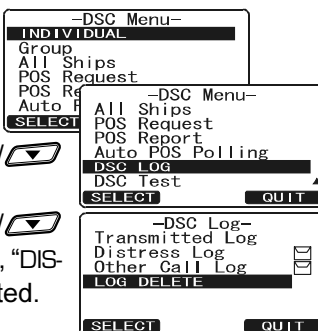 -DSC Menu-
INDIVIDUAL
Group
All Ships
POS Request
POS
Auto
SELECT
-DSC Menu-
All Ships
POS Request
POS Report
Auto POS Polling
DSC LOG
DSC Test
SELECT QUIT
/
/
, “DIS-
ted.
-DSC Log-
Transmitted Log
Distress Log
Other Call Log
LOG DELETE
SELECT QUIT